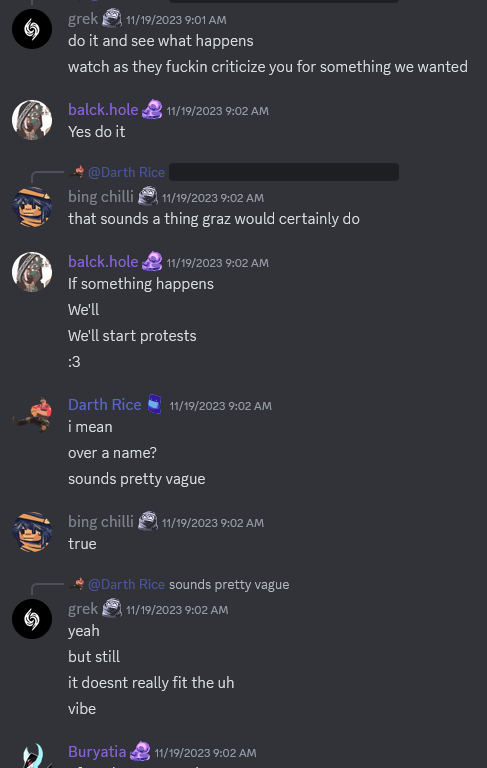 grek 11/19/2023 9:01 AM
do it and see what happens
watch as they fuckin criticize you for something we wanted
balck.hole 11/19/2023 9:02 AM
Yes do it
@Darth Rice
bing chilli 11/19/2023 9:02 AM
that sounds a thing graz would certainly do
balck.hole 11/19/2023 9:02 AM
If something happens
We'll
We'll start protests
:3
Darth Rice 11/19/2023 9:02 AM
i mean
over a name?
sounds pretty vague
bing chilli 11/19/2023 9:02 AM
true
@Darth Rice sounds pretty vague
grek 11/19/2023 9:02 AM
yeah
but still
it doesnt really fit the uh
vibe
Buryatia 11/19/2023 9:02 AM